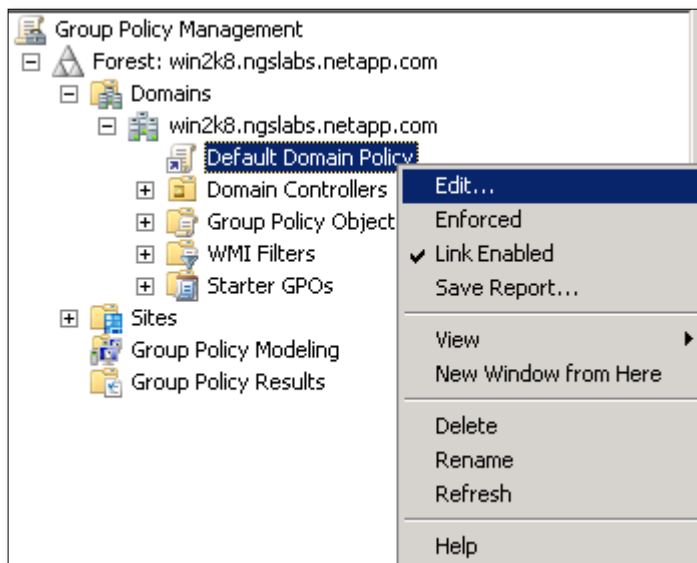 Group Policy Management
Forest: win2k8.ngslabs.netapp.com
Domains
win2k8.ngslabs.netapp.com
Default Domain Policy
Domain Controllers
Group Policy Object
WMI Filters
Starter GPOs
Sites
Group Policy Modeling
Group Policy Results
Edit...
Enforced
Link Enabled
Save Report...
View
New Window from Here
Delete
Rename
Refresh
Help